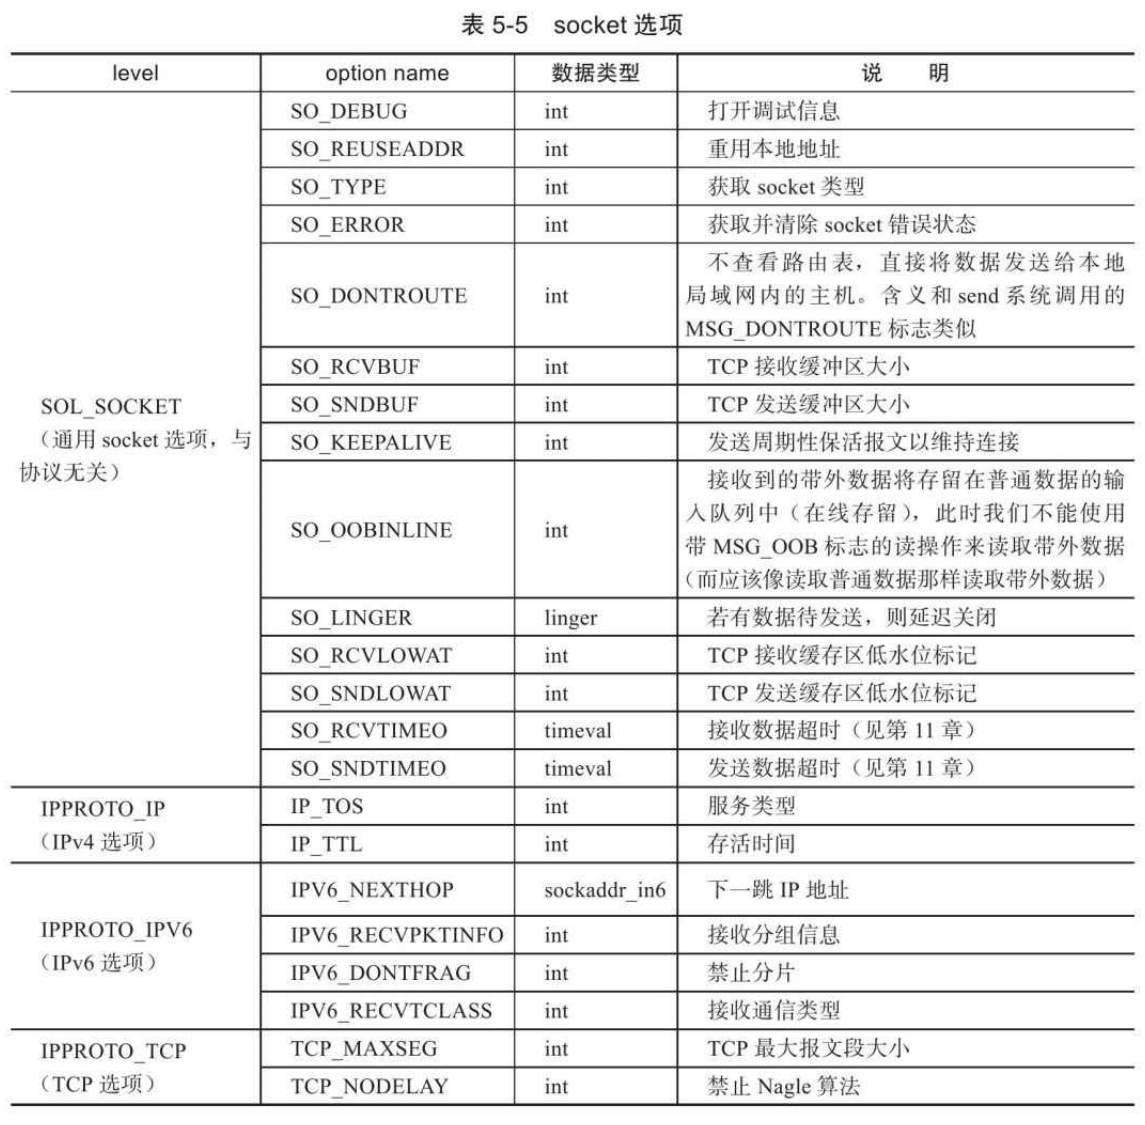 表 5-5 socket 选项
level option name 数据类型 说 明
SOL_SOCKET
（通用 socket 选项，与
协议无关）
SO_DEBUG int 打开调试信息
SO_REUSEADDR int 重用本地地址
SO_TYPE int 获取 socket 类型
SO_ERROR int 获取并清除 socket 错误状态
SO_DONTROUTE int 不查看路由表，直接将数据发送给本地
局域网内的主机。含义和 send 系统调用的
MSG_DONTROUTE 标志类似
SO_RCVBUF int TCP 接收缓冲区大小
SO_SNDBUF int TCP 发送缓冲区大小
SO_KEEPALIVE int 发送周期性保活报文以维持连接
SO_OOBINLINE int 接收到的带外数据将存留在普通数据的输
入队列中（在线存留），此时我们不能使用
带 MSG_OOB 标志的读操作来读取带外数据
（而应该像读取普通数据那样读取带外数据）
SO_LINGER linger 若有数据待发送，则延迟关闭
SO_RCVLOWAT int TCP 接收缓存区低水位标记
SO_SNDLOWAT int TCP 发送缓存区低水位标记
SO_RCVTIMEO timeval 接收数据超时（见第 11 章）
SO_SNDTIMEO timeval 发送数据超时（见第 11 章）
IPPROTO_IP
（IPv4 选项）
IP_TOS int 服务类型
IP_TTL int 存活时间
IPPROTO_IPV6
（IPv6 选项）
IPV6_NEXTHOP sockaddr_in6 下一跳 IP 地址
IPV6_RECVPKTINFO int 接收分组信息
IPV6_DONTFRAG int 禁止分片
IPV6_RECVTCLASS int 接收通信类型
IPPROTO_TCP
（TCP 选项）
TCP_MAXSEG int TCP 最大报文段大小
TCP_NODELAY int 禁止 Nagle 算法